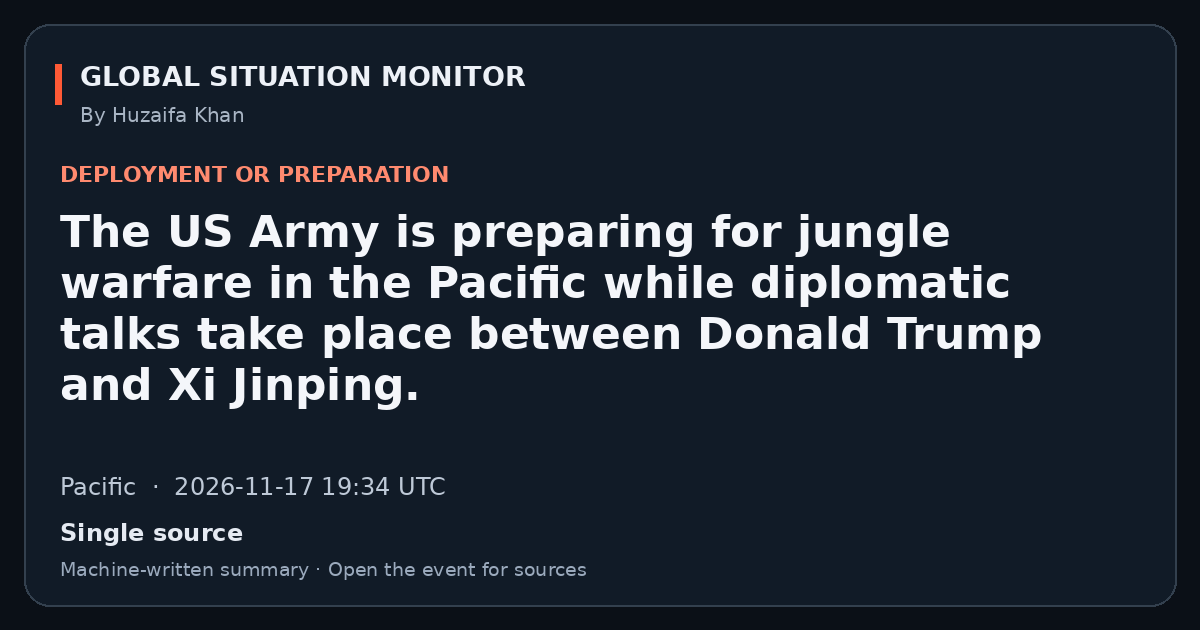 GLOBAL SITUATION MONITOR
By Huzaifa Khan
DEPLOYMENT OR PREPARATION
The US Army is preparing for jungle
warfare in the Pacific while diplomatic
talks take place between Donald Trump
and Xi Jinping.
Pacific · 2026-11-17 19:34 UTC
Single source
Machine-written summary · Open the event for sources